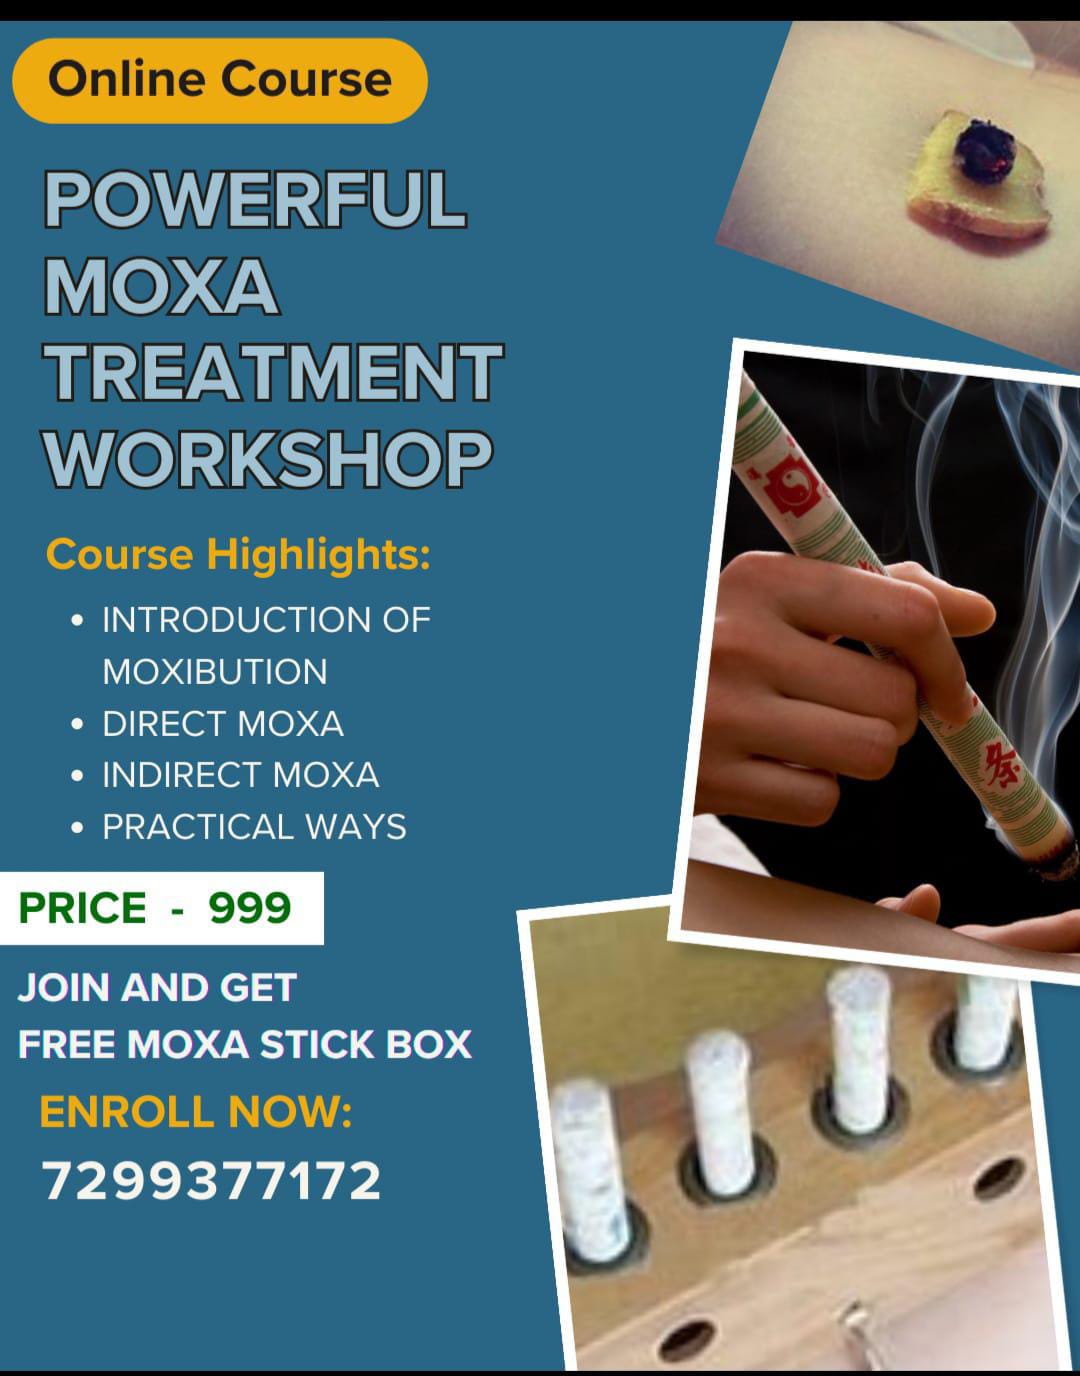 Online Course
POWERFUL
MOXA
TREATMENT
WORKSHOP
Course Highlights:
• INTRODUCTION OF
MOXIBUTION
• DIRECT MOXA
• INDIRECT MOXA
• PRACTICAL WAYS
PRICE - 999
JOIN AND GET
FREE MOXA STICK BOX
ENROLL NOW:
7299377172
条